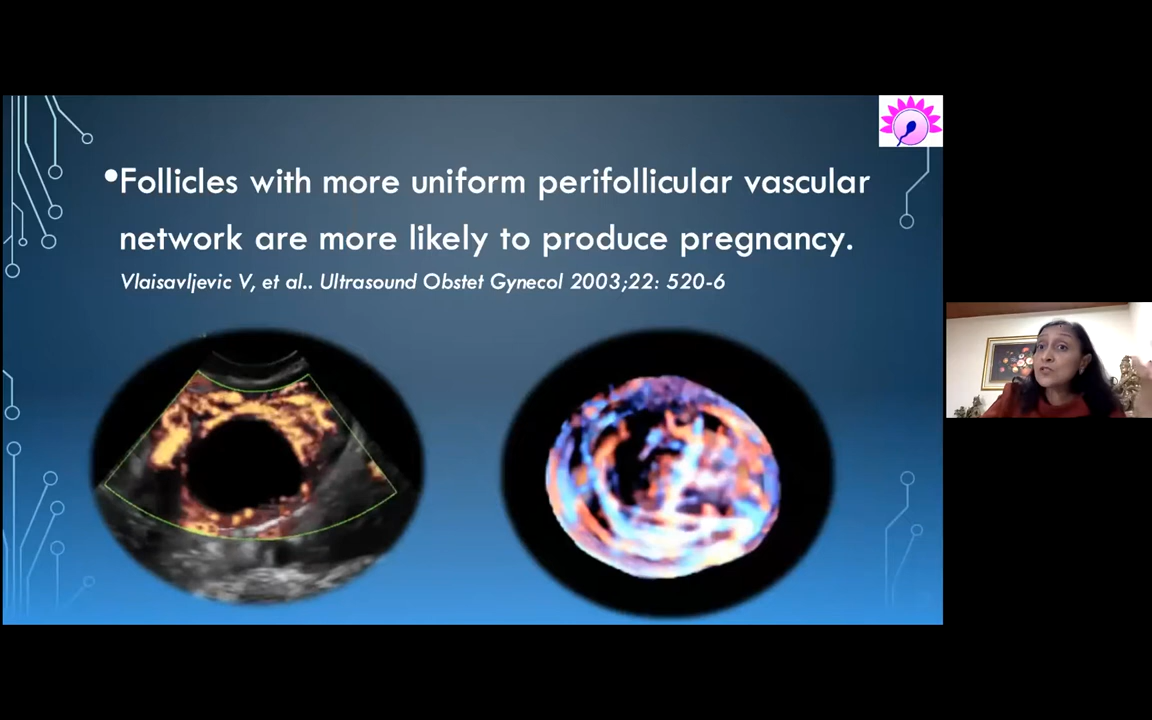 •Follicles with more uniform perifollicular vascular
network are more likely to produce pregnancy.
Vlaisavljevic V, et al.. Ultrasound Obstet Gynecol 2003;22: 520-6